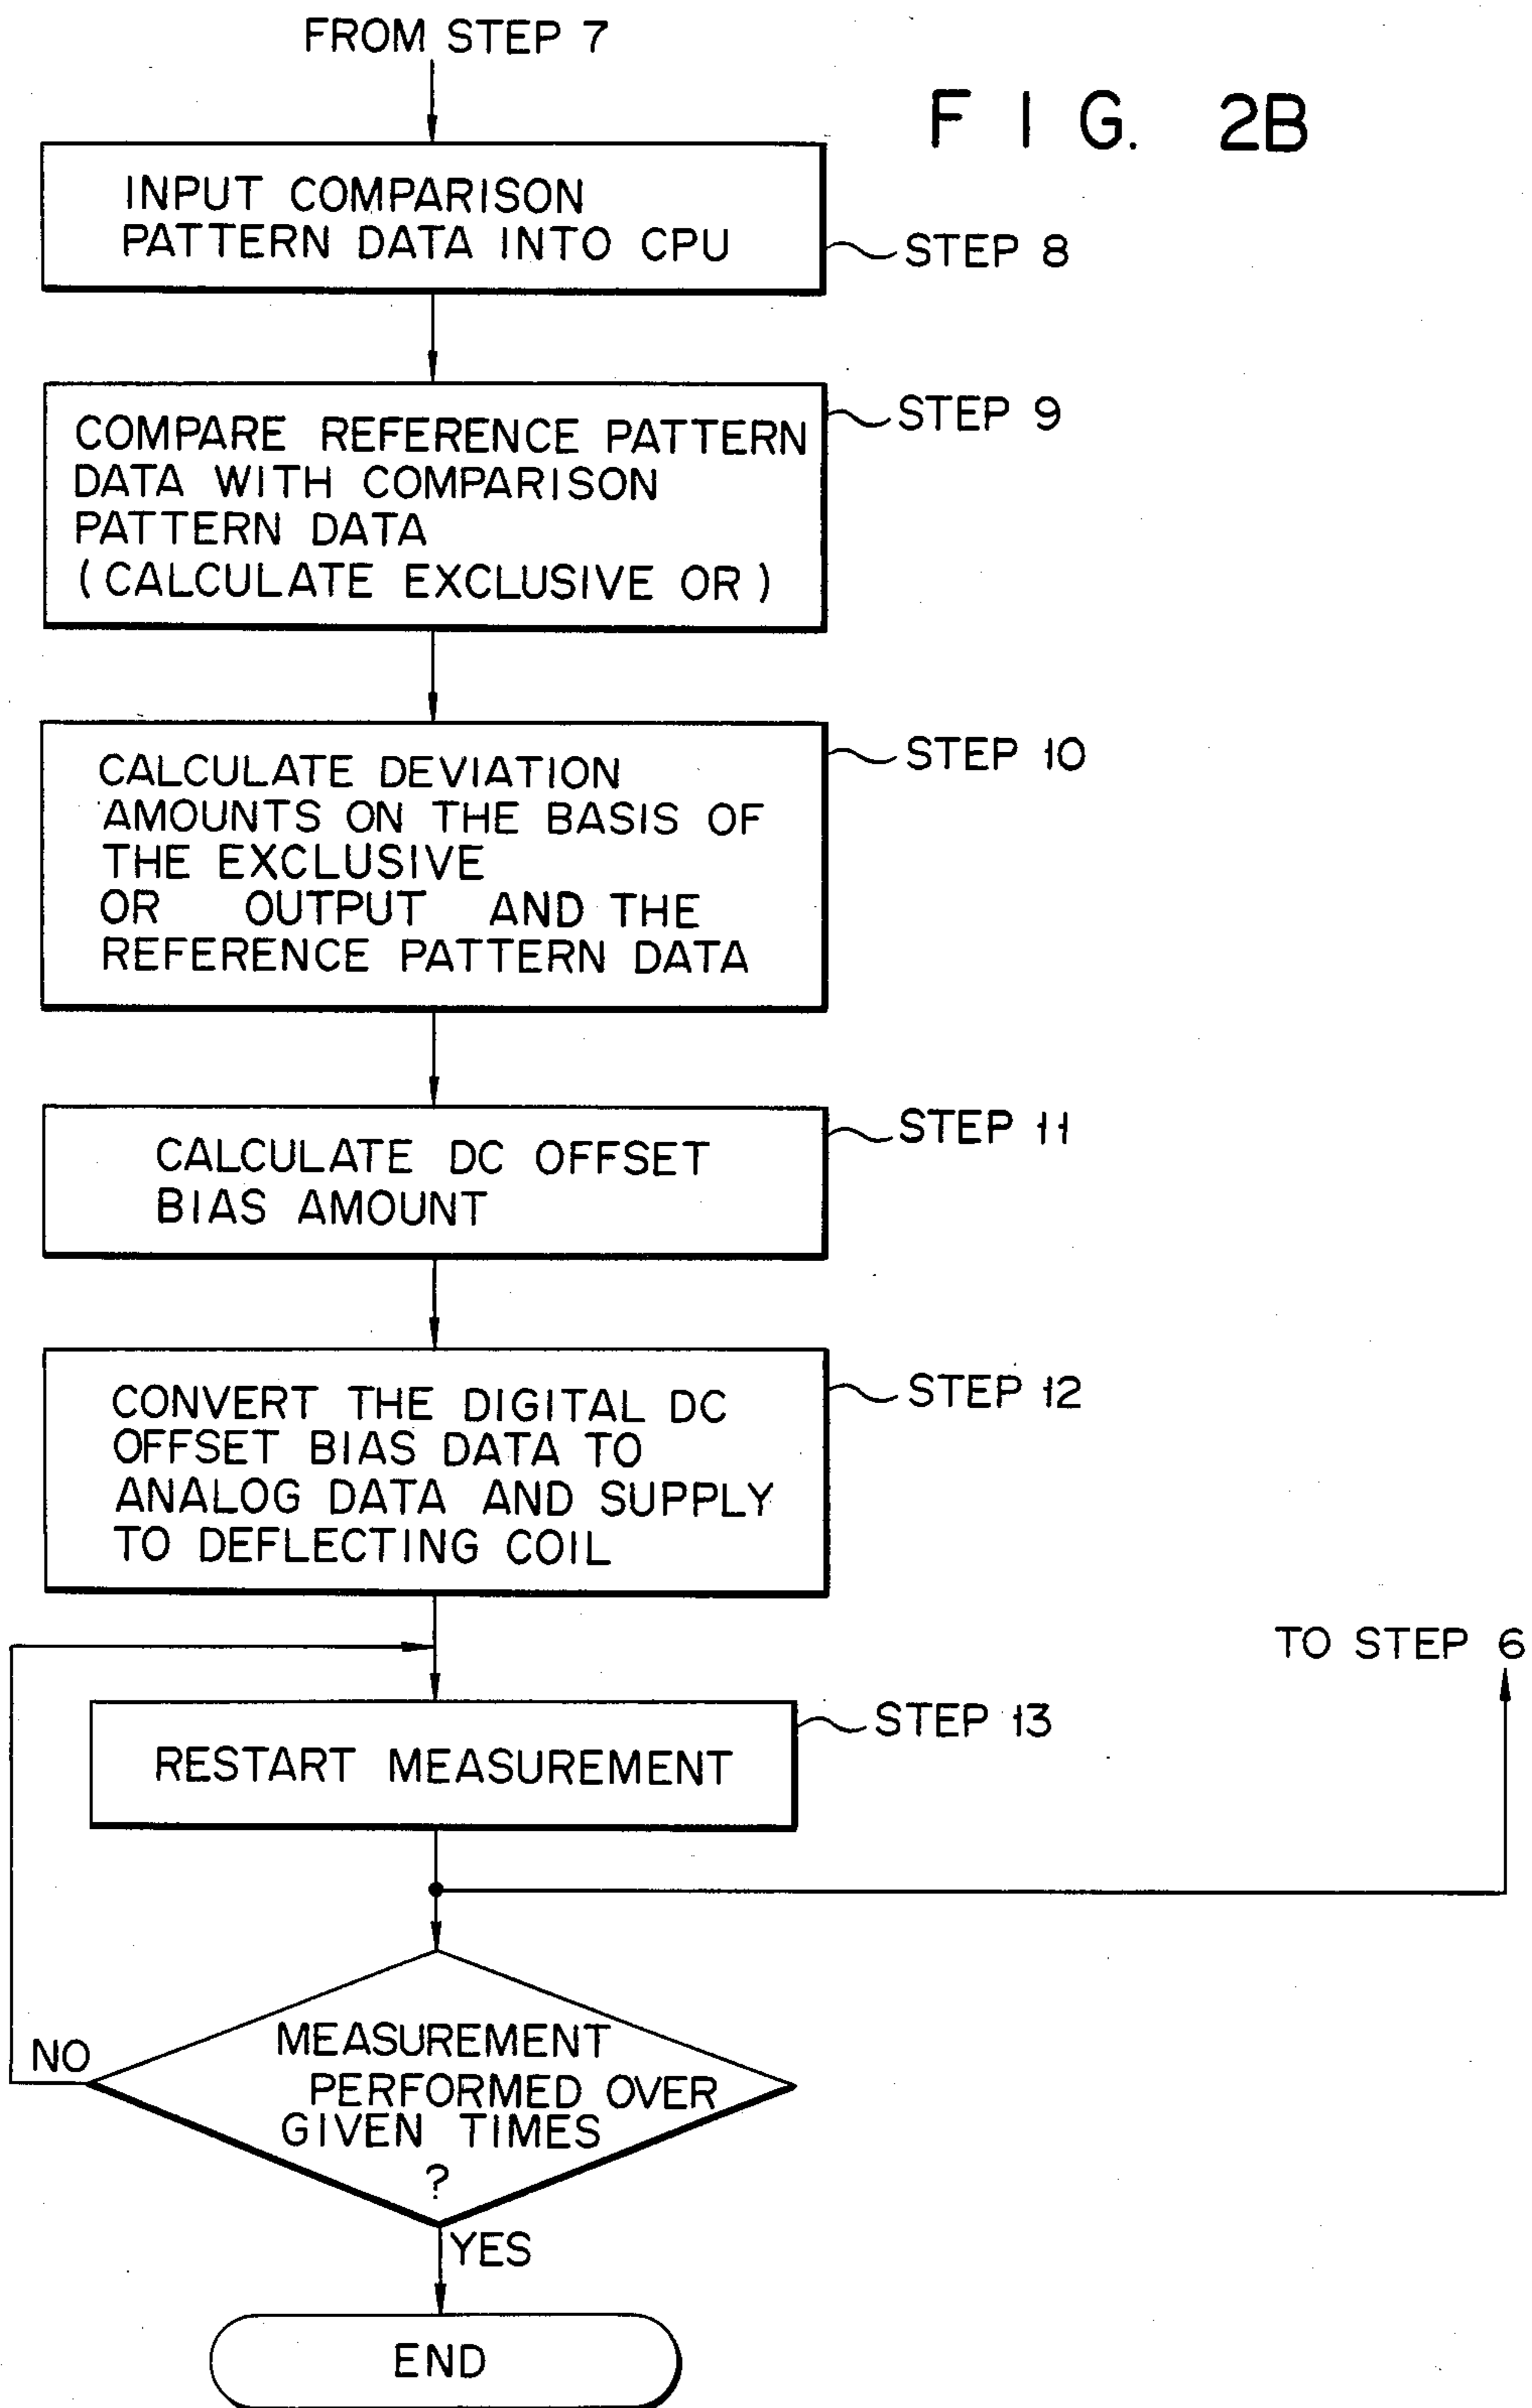 FROM STEP 7
FIG. 2B
INPUT COMPARISON
PATTERN DATA INTO CPU
STEP 8
COMPARE REFERENCE PATTERN
DATA WITH COMPARISON
PATTERN DATA
(CALCULATE EXCLUSIVE OR)
STEP 9
CALCULATE DEVIATION
AMOUNTS ON THE BASIS OF
THE EXCLUSIVE
OR OUTPUT AND THE
REFERENCE PATTERN DATA
STEP 10
CALCULATE DC OFFSET
BIAS AMOUNT
STEP 11
CONVERT THE DIGITAL DC
OFFSET BIAS DATA TO
ANALOG DATA AND SUPPLY
TO DEFLECTING COIL
STEP 12
TO STEP 6
RESTART MEASUREMENT
STEP 13
MEASUREMENT
PERFORMED OVER
GIVEN TIMES
?
NO
YES
END